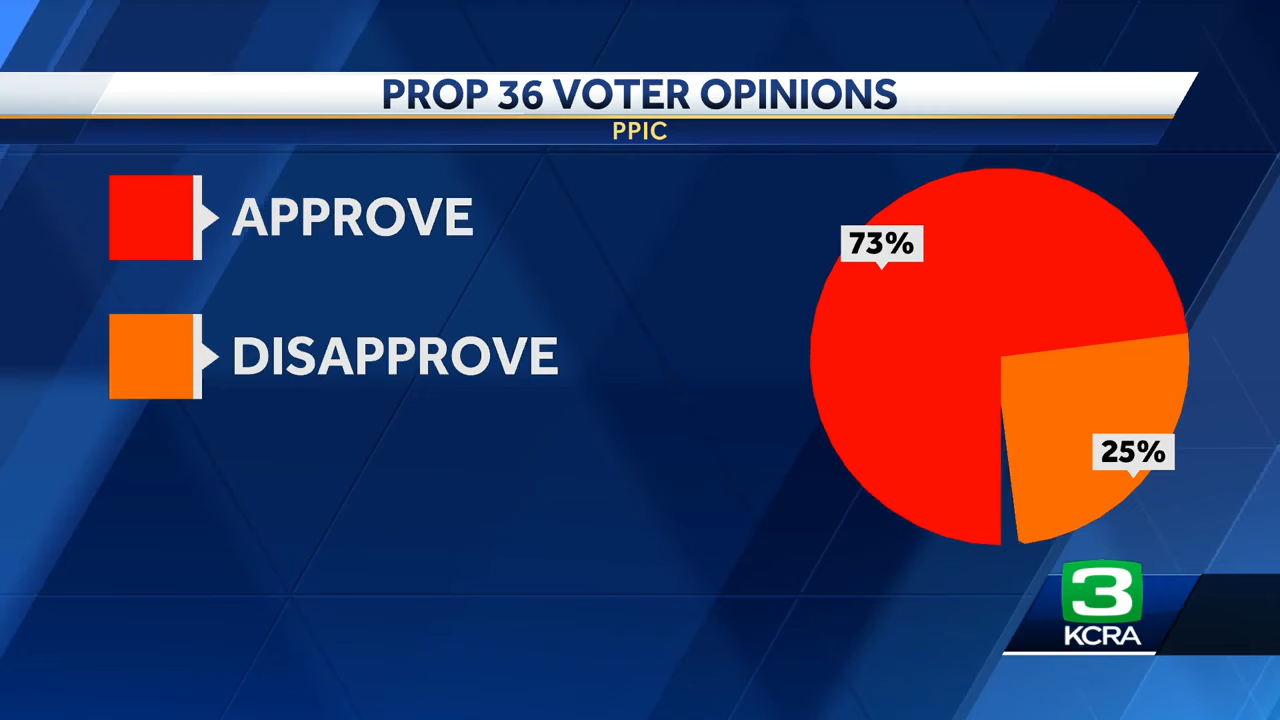 PROP 36 VOTER OPINIONS
PPIC
APPROVE
DISAPPROVE
73%
25%
3
KCRA